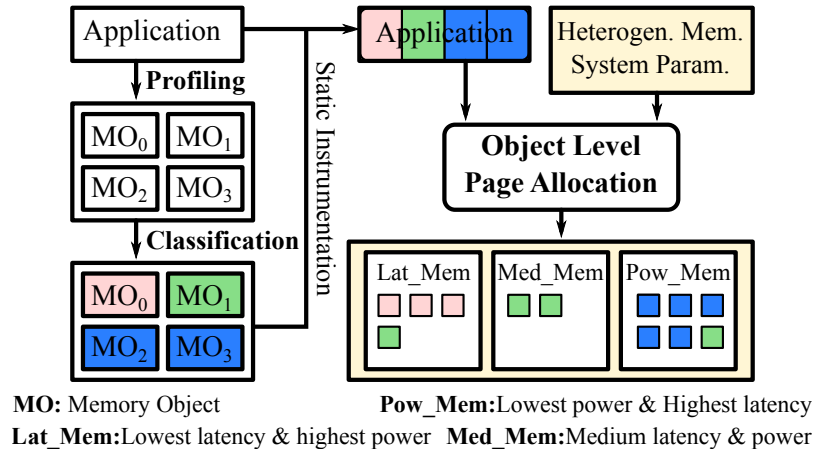 Application
Profiling
MO₀ MO₁
MO₂ MO₃
Classification
MO₀ MO₁
MO₂ MO₃
Static Instrumentation
Application
Heterogen. Mem.
System Param.
Object Level
Page Allocation
Lat_Mem Med_Mem Pow_Mem
MO: Memory Object Pow_Mem:Lowest power & Highest latency
Lat_Mem:Lowest latency & highest power Med_Mem:Medium latency & power